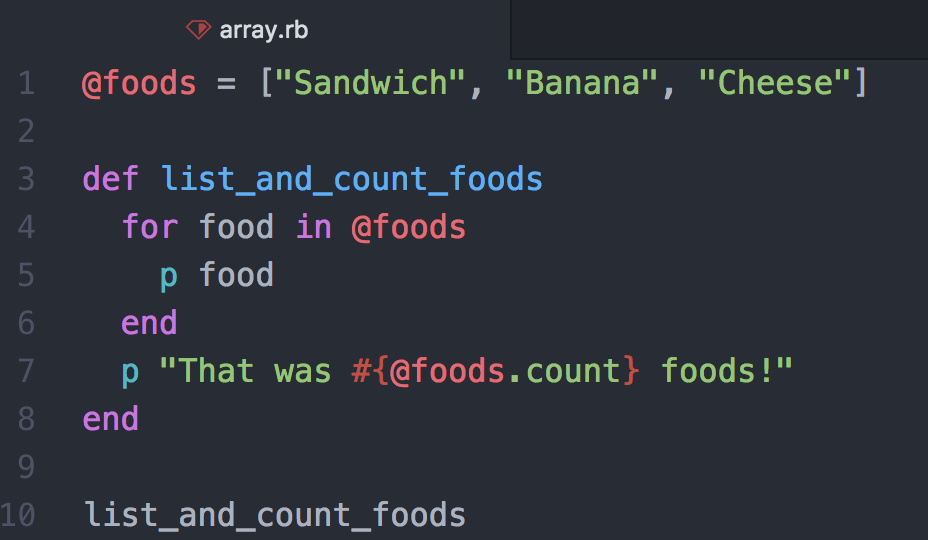 array.rb
1 @foods = ["Sandwich", "Banana", "Cheese"]
2
3 def list_and_count_foods
4   for food in @foods
5     p food
6   end
7   p "That was #{@foods.count} foods!"
8 end
9
10 list_and_count_foods